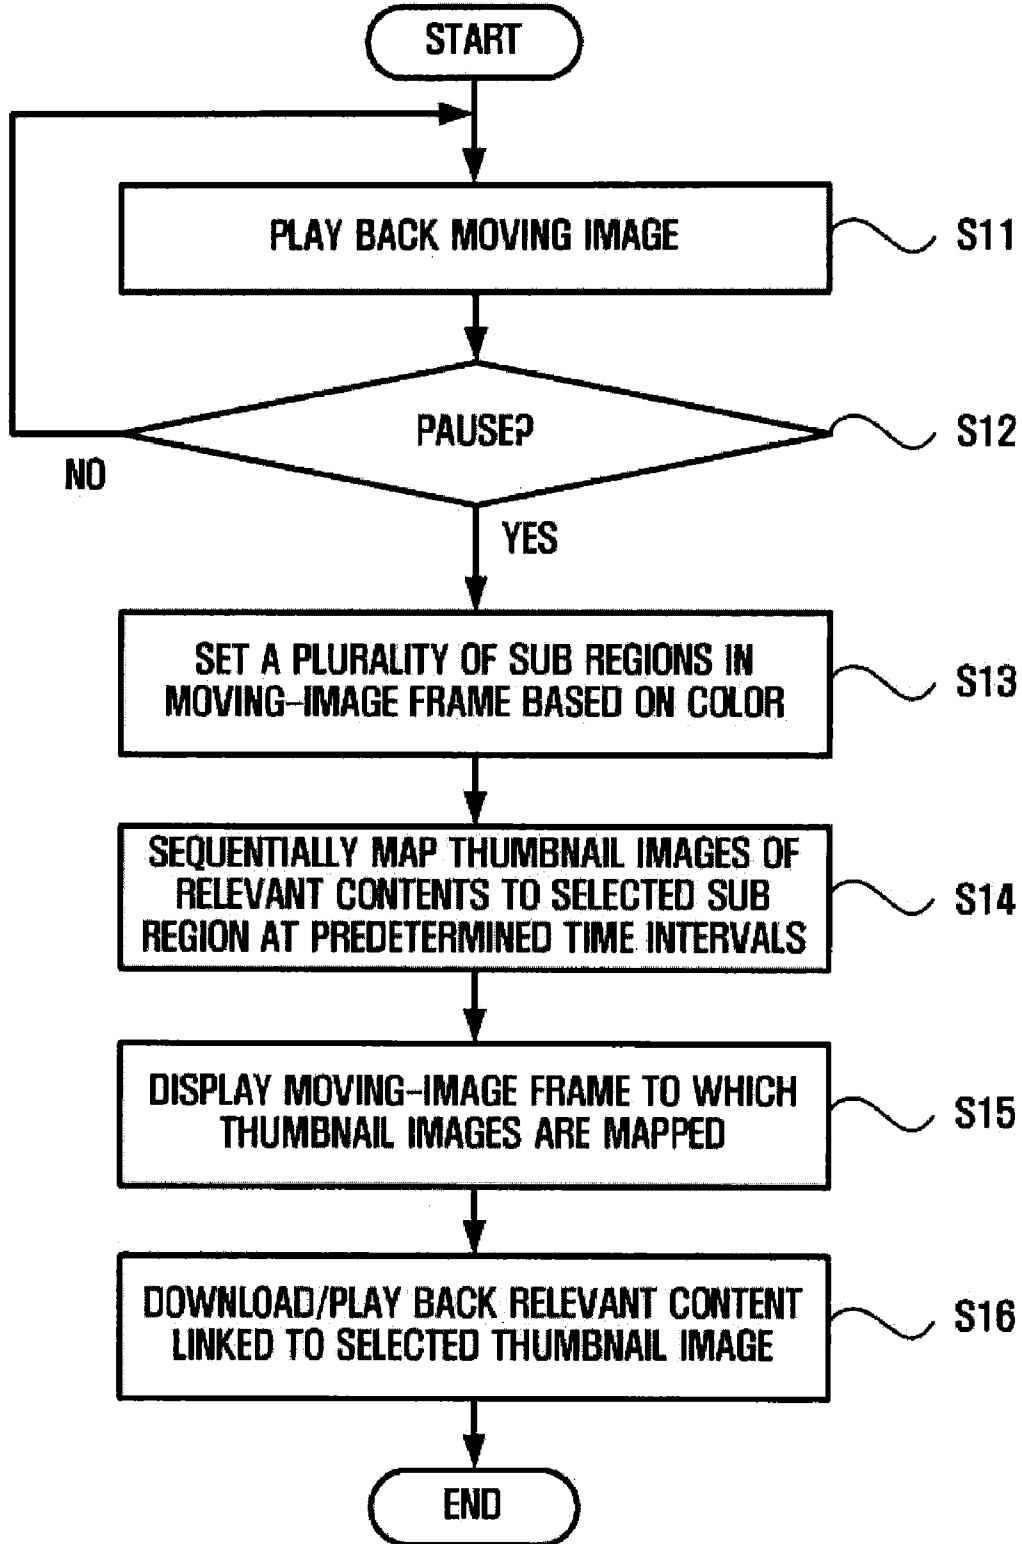 START
PLAY BACK MOVING IMAGE
S11
PAUSE?
S12
NO
YES
SET A PLURALITY OF SUB REGIONS IN
MOVING-IMAGE FRAME BASED ON COLOR
S13
SEQUENTIALLY MAP THUMBNAIL IMAGES OF
RELEVANT CONTENTS TO SELECTED SUB
REGION AT PREDETERMINED TIME INTERVALS
S14
DISPLAY MOVING-IMAGE FRAME TO WHICH
THUMBNAIL IMAGES ARE MAPPED
S15
DOWNLOAD/PLAY BACK RELEVANT CONTENT
LINKED TO SELECTED THUMBNAIL IMAGE
S16
END